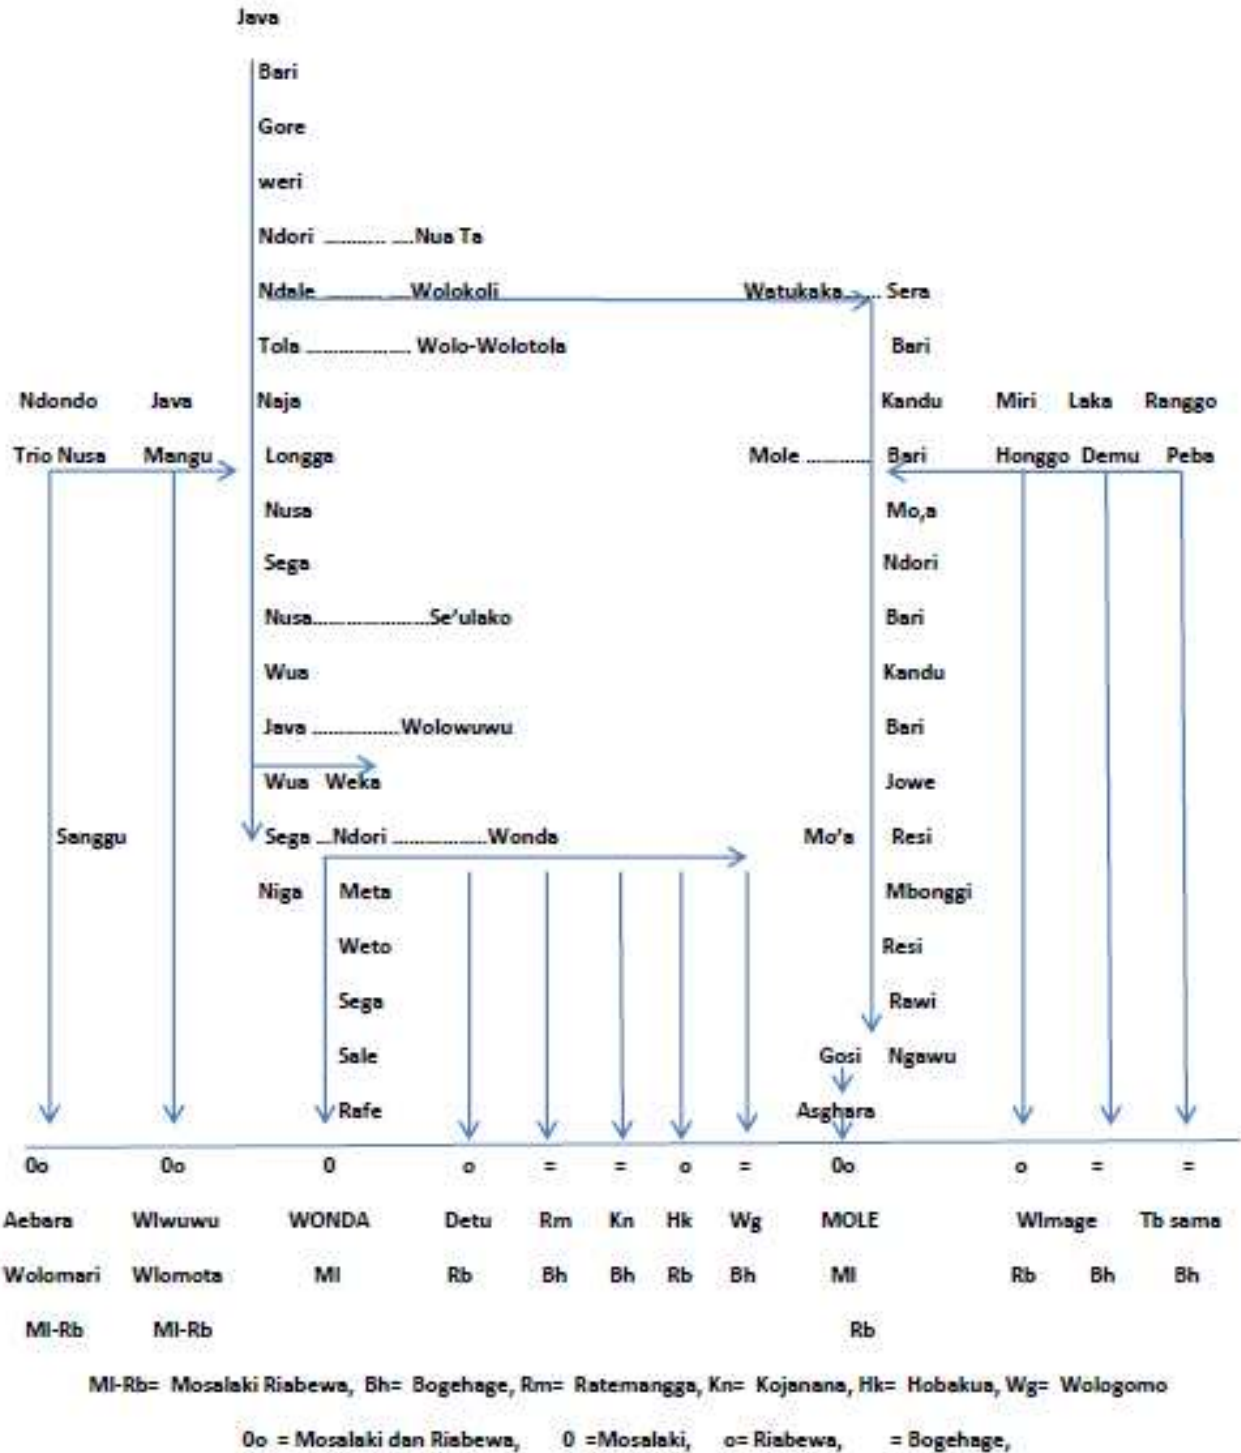 Java
Bari
Gore
weri
Ndori ........... ....Nua Ta
Ndale.................Wolokoli Watukaka....... Sera
Tola ................... Wolo-Wolotola Bari
Ndondo Java Naja Kandu Miri Laka Ranggo
Trio Nusa Mangu Longga Mole ............ Bari Honggo Demu Peba
Nusa Mo,a
Sega Ndori
Nusa.....................Se'ulako Bari
Wua Kandu
Java ................Wolowuwu Bari
Wua Weka Jowe
Sanggu Sega ...Ndori .................Wonda Mo'a Resi
Niga Meta Mbonggi
Weto Resi
Sega Rawi
Sale Gosi Ngawu
Rafe Asghara
0o 0o 0 o = = o = 0o o = =
Aebara Wlwuwu WONDA Detu Rm Kn Hk Wg MOLE Wlmage Tb sama
Wolomari Wlomota Ml Rb Bh Bh Rb Bh Ml Rb Bh Bh
Ml-Rb Ml-Rb Rb
Ml-Rb= Mosalaki Riabewa, Bh= Bogehage, Rm= Ratemangga, Kn= Kojanana, Hk= Hobakua, Wg= Wologomo
0o = Mosalaki dan Riabewa, 0 =Mosalaki, o= Riabewa, = Bogehage,